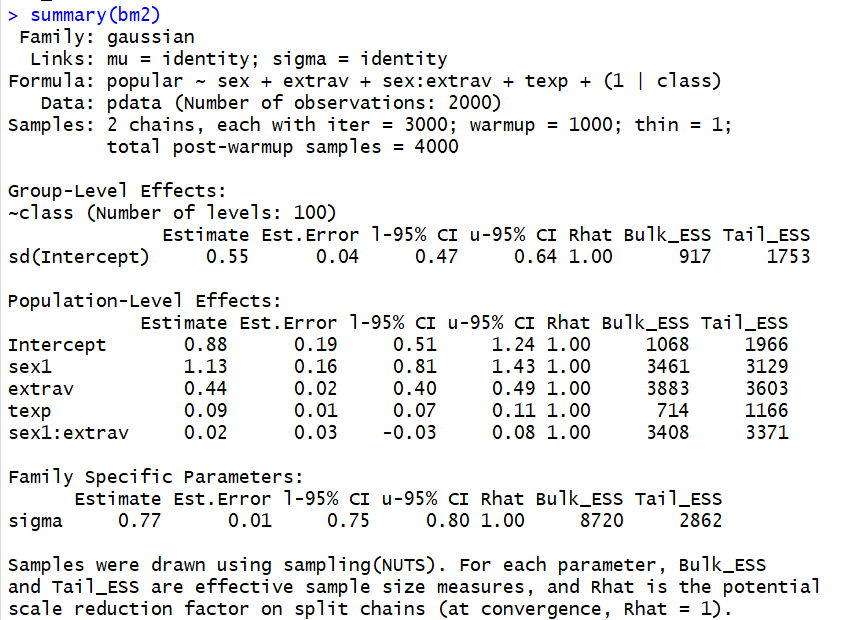 > summary(bm2)
 Family: gaussian
  Links: mu = identity; sigma = identity
Formula: popular ~ sex + extrav + sex:extrav + texp + (1 | class)
   Data: pdata (Number of observations: 2000)
Samples: 2 chains, each with iter = 3000; warmup = 1000; thin = 1;
         total post-warmup samples = 4000

Group-Level Effects:
~class (Number of levels: 100)
              Estimate Est.Error l-95% CI u-95% CI Rhat Bulk_ESS Tail_ESS
sd(Intercept)     0.55      0.04     0.47     0.64 1.00      917     1753

Population-Level Effects:
            Estimate Est.Error l-95% CI u-95% CI Rhat Bulk_ESS Tail_ESS
Intercept       0.88      0.19     0.51     1.24 1.00     1068     1966
sex1            1.13      0.16     0.81     1.43 1.00     3461     3129
extrav          0.44      0.02     0.40     0.49 1.00     3883     3603
texp            0.09      0.01     0.07     0.11 1.00      714     1166
sex1:extrav     0.02      0.03    -0.03     0.08 1.00     3408     3371

Family Specific Parameters:
      Estimate Est.Error l-95% CI u-95% CI Rhat Bulk_ESS Tail_ESS
sigma     0.77      0.01     0.75     0.80 1.00     8720     2862

Samples were drawn using sampling(NUTS). For each parameter, Bulk_ESS
and Tail_ESS are effective sample size measures, and Rhat is the potential
scale reduction factor on split chains (at convergence, Rhat = 1).